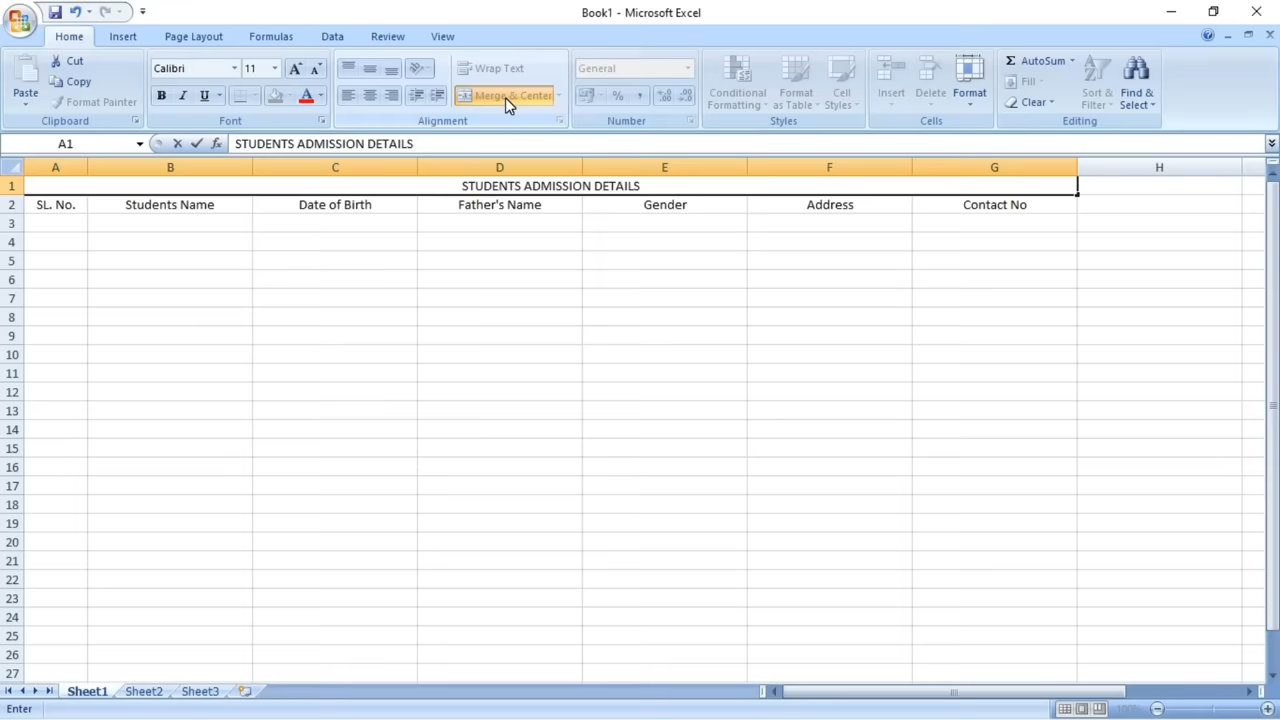 Book1 - Microsoft Excel
Home Insert Page Layout Formulas Data Review View
Paste
Cut
Copy
Format Painter
Clipboard
Calibri 11
B I U
Font
Wrap Text
Merge & Center
Alignment
General
%
Number
Conditional Formatting
Format as Table
Cell Styles
Styles
Insert Delete Format
Cells
Σ AutoSum
Fill
Clear
Sort & Filter
Find & Select
Editing
A1 fx STUDENTS ADMISSION DETAILS
A B C D E F G H
1 STUDENTS ADMISSION DETAILS
2 SL. No. Students Name Date of Birth Father's Name Gender Address Contact No
3
4
5
6
7
8
9
10
11
12
13
14
15
16
17
18
19
20
21
22
23
24
25
26
27
Sheet1 Sheet2 Sheet3
Enter 100%